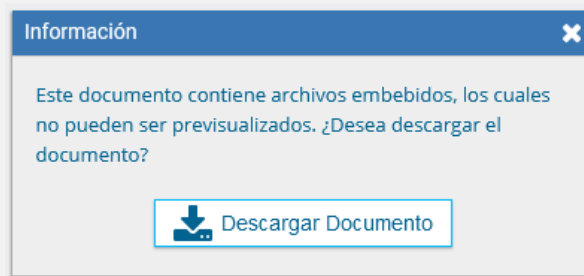 Información
Este documento contiene archivos embebidos, los cuales
no pueden ser previsualizados. ¿Desea descargar el
documento?
Descargar Documento